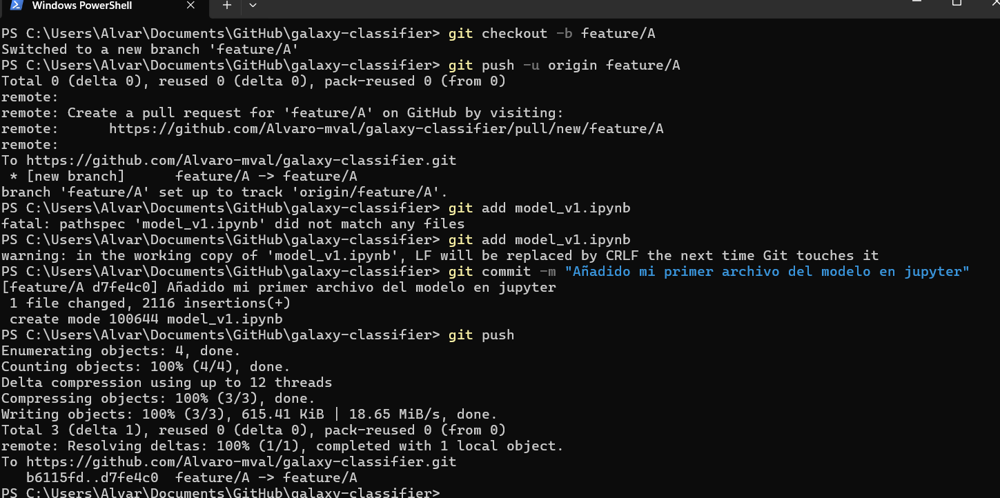 Windows PowerShell
PS C:\Users\Alvar\Documents\GitHub\galaxy-classifier> git checkout -b feature/A
Switched to a new branch 'feature/A'
PS C:\Users\Alvar\Documents\GitHub\galaxy-classifier> git push -u origin feature/A
Total 0 (delta 0), reused 0 (delta 0), pack-reused 0 (from 0)
remote:
remote: Create a pull request for 'feature/A' on GitHub by visiting:
remote:      https://github.com/Alvaro-mval/galaxy-classifier/pull/new/feature/A
remote:
To https://github.com/Alvaro-mval/galaxy-classifier.git
 * [new branch]      feature/A -> feature/A
branch 'feature/A' set up to track 'origin/feature/A'.
PS C:\Users\Alvar\Documents\GitHub\galaxy-classifier> git add model_v1.ipynb
fatal: pathspec 'model_v1.ipynb' did not match any files
PS C:\Users\Alvar\Documents\GitHub\galaxy-classifier> git add model_v1.ipynb
warning: in the working copy of 'model_v1.ipynb', LF will be replaced by CRLF the next time Git touches it
PS C:\Users\Alvar\Documents\GitHub\galaxy-classifier> git commit -m "Añadido mi primer archivo del modelo en jupyter"
[feature/A d7fe4c0] Añadido mi primer archivo del modelo en jupyter
 1 file changed, 2116 insertions(+)
 create mode 100644 model_v1.ipynb
PS C:\Users\Alvar\Documents\GitHub\galaxy-classifier> git push
Enumerating objects: 4, done.
Counting objects: 100% (4/4), done.
Delta compression using up to 12 threads
Compressing objects: 100% (3/3), done.
Writing objects: 100% (3/3), 615.41 KiB | 18.65 MiB/s, done.
Total 3 (delta 1), reused 0 (delta 0), pack-reused 0 (from 0)
remote: Resolving deltas: 100% (1/1), completed with 1 local object.
To https://github.com/Alvaro-mval/galaxy-classifier.git
   b6115fd..d7fe4c0  feature/A -> feature/A
PS C:\Users\Alvar\Documents\GitHub\galaxy-classifier>